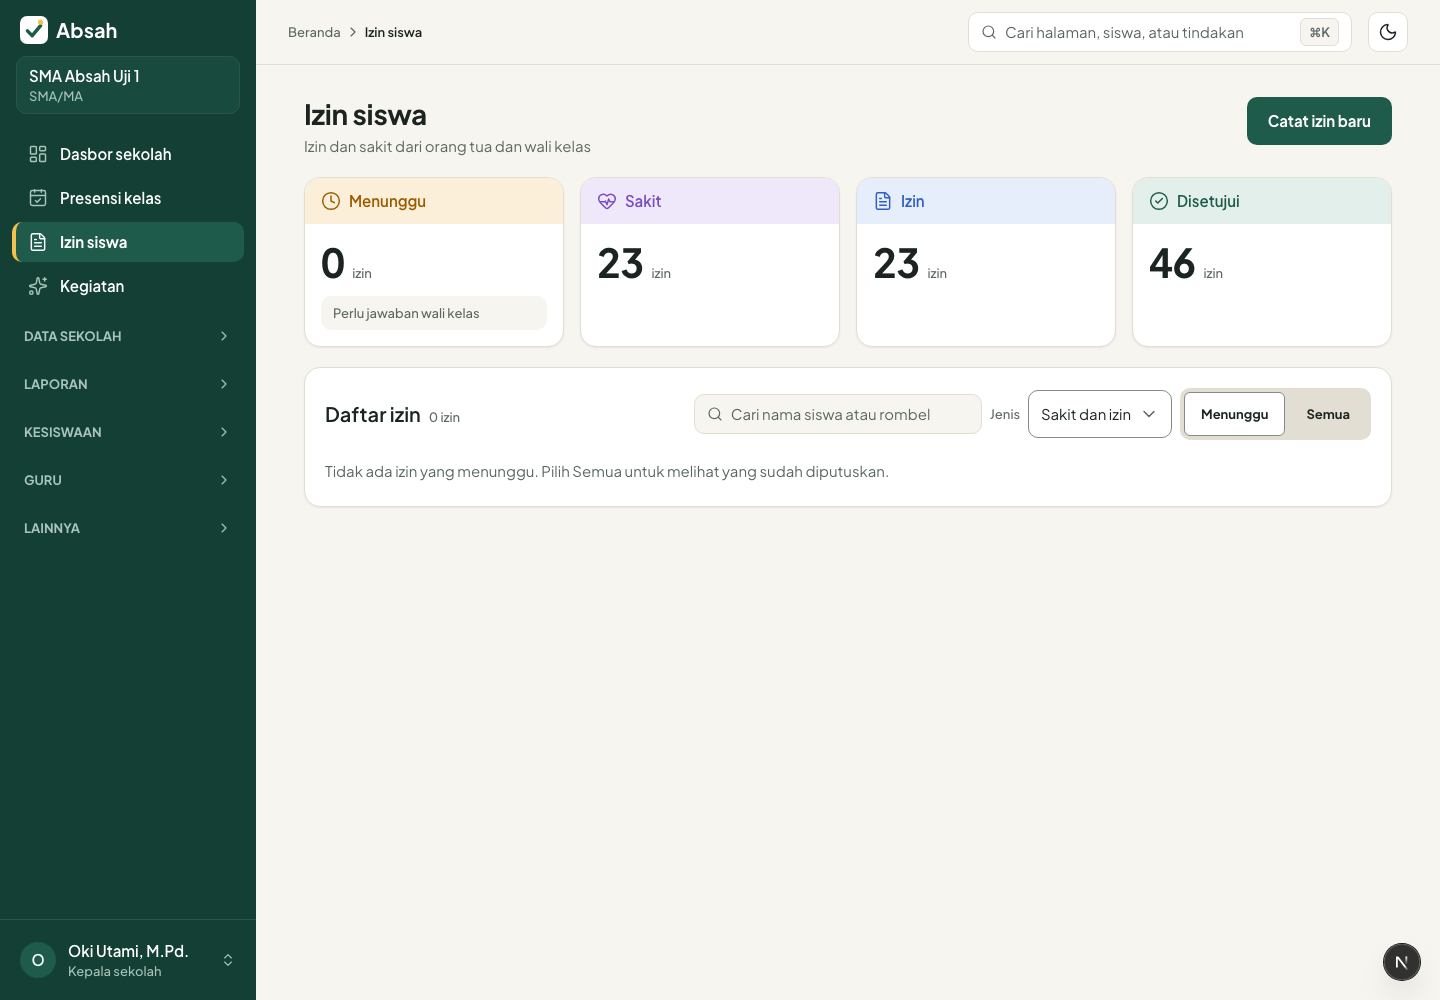 Absah
SMA Absah Uji 1
SMA/MA
Dasbor sekolah
Presensi kelas
Izin siswa
Kegiatan
DATA SEKOLAH
LAPORAN
KESISWAAN
GURU
LAINNYA
Oki Utami, M.Pd.
O
Kepala sekolah
Beranda > Izin siswa
Cari halaman, siswa, atau tindakan ⌘K
Izin siswa
Izin dan sakit dari orang tua dan wali kelas
Catat izin baru
Menunggu
0 izin
Perlu jawaban wali kelas
Sakit
23 izin
Izin
23 izin
Disetujui
46 izin
Daftar izin 0 izin
Cari nama siswa atau rombel
Jenis
Sakit dan izin
Menunggu
Semua
Tidak ada izin yang menunggu. Pilih Semua untuk melihat yang sudah diputuskan.
N